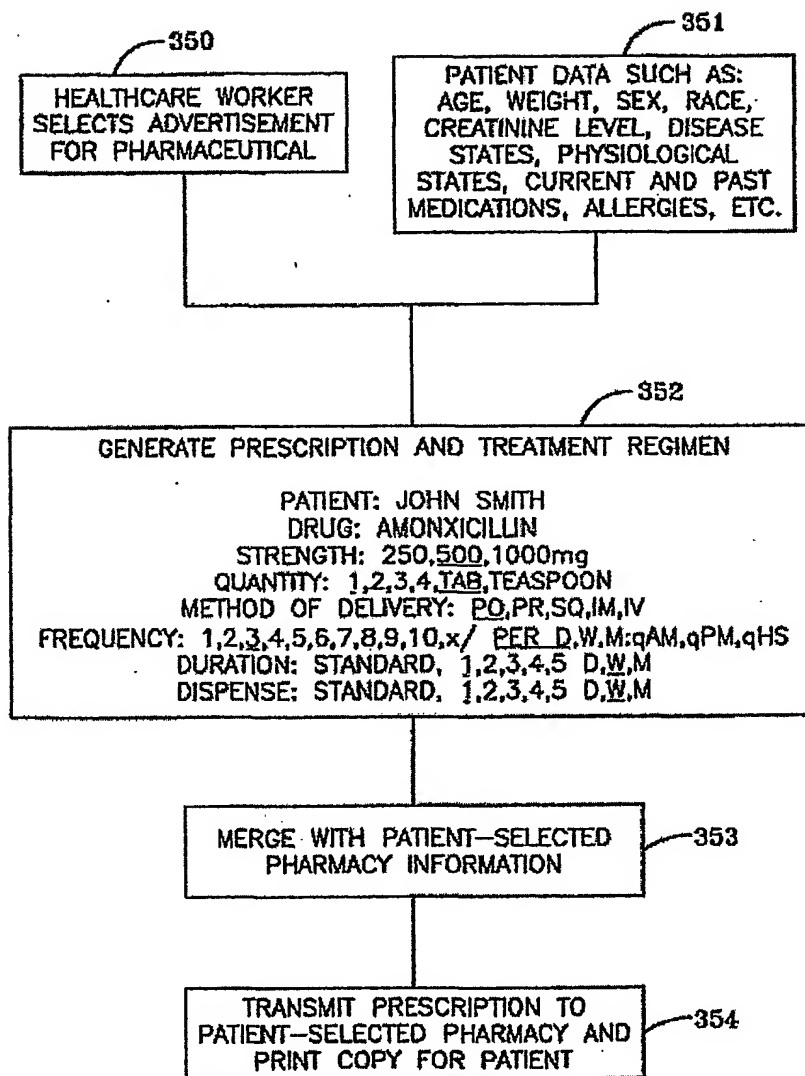 350
HEALTHCARE WORKER
SELECTS ADVERTISEMENT
FOR PHARMACEUTICAL
351
PATIENT DATA SUCH AS:
AGE, WEIGHT, SEX, RACE,
CREATININE LEVEL, DISEASE
STATES, PHYSIOLOGICAL
STATES, CURRENT AND PAST
MEDICATIONS, ALLERGIES, ETC.
352
GENERATE PRESCRIPTION AND TREATMENT REGIMEN
PATIENT: JOHN SMITH
DRUG: AMONXICILLIN
STRENGTH: 250,500,1000mg
QUANTITY: 1,2,3,4,TAB,TEASPOON
METHOD OF DELIVERY: PO,PR,SQ,IM,IV
FREQUENCY: 1,2,3,4,5,6,7,8,9,10,x/ PER D,W,M:qAM,qPM,qHS
DURATION: STANDARD, 1,2,3,4,5 D,W,M
DISPENSE: STANDARD, 1,2,3,4,5 D,W,M
MERGE WITH PATIENT-SELECTED
PHARMACY INFORMATION
353
TRANSMIT PRESCRIPTION TO
PATIENT-SELECTED PHARMACY AND
PRINT COPY FOR PATIENT
354